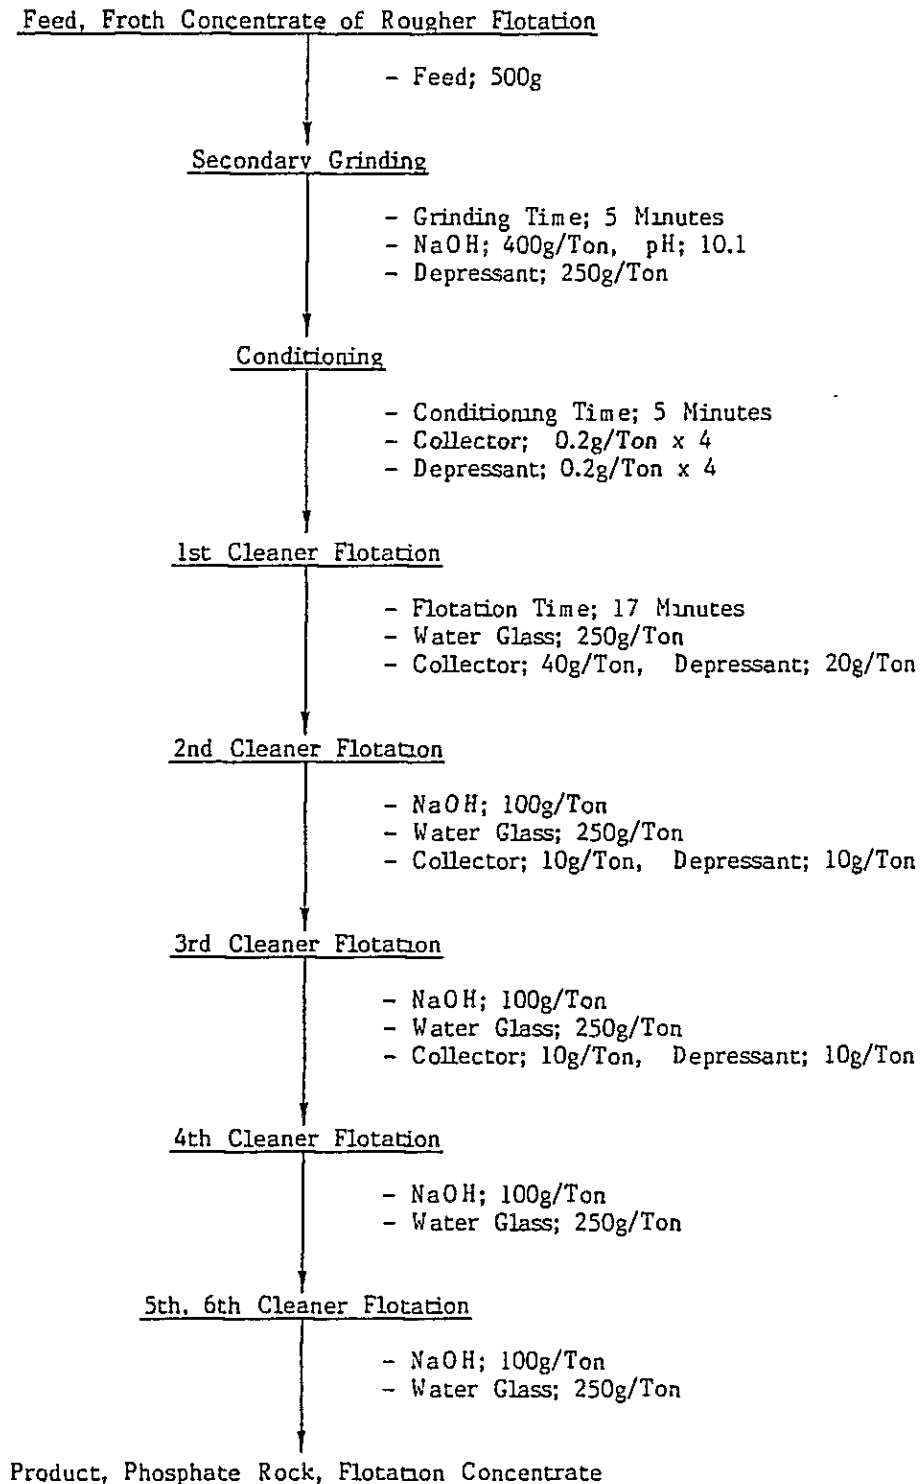 Feed, Froth Concentrate of Rougher Flotation
- Feed; 500g
Secondary Grinding
- Grinding Time; 5 Minutes
- NaOH; 400g/Ton, pH; 10.1
- Depressant; 250g/Ton
Conditioning
- Conditioning Time; 5 Minutes
- Collector; 0.2g/Ton x 4
- Depressant; 0.2g/Ton x 4
1st Cleaner Flotation
- Flotation Time; 17 Minutes
- Water Glass; 250g/Ton
- Collector; 40g/Ton, Depressant; 20g/Ton
2nd Cleaner Flotation
- NaOH; 100g/Ton
- Water Glass; 250g/Ton
- Collector; 10g/Ton, Depressant; 10g/Ton
3rd Cleaner Flotation
- NaOH; 100g/Ton
- Water Glass; 250g/Ton
- Collector; 10g/Ton, Depressant; 10g/Ton
4th Cleaner Flotation
- NaOH; 100g/Ton
- Water Glass; 250g/Ton
5th, 6th Cleaner Flotation
- NaOH; 100g/Ton
- Water Glass; 250g/Ton
Product, Phosphate Rock, Flotation Concentrate